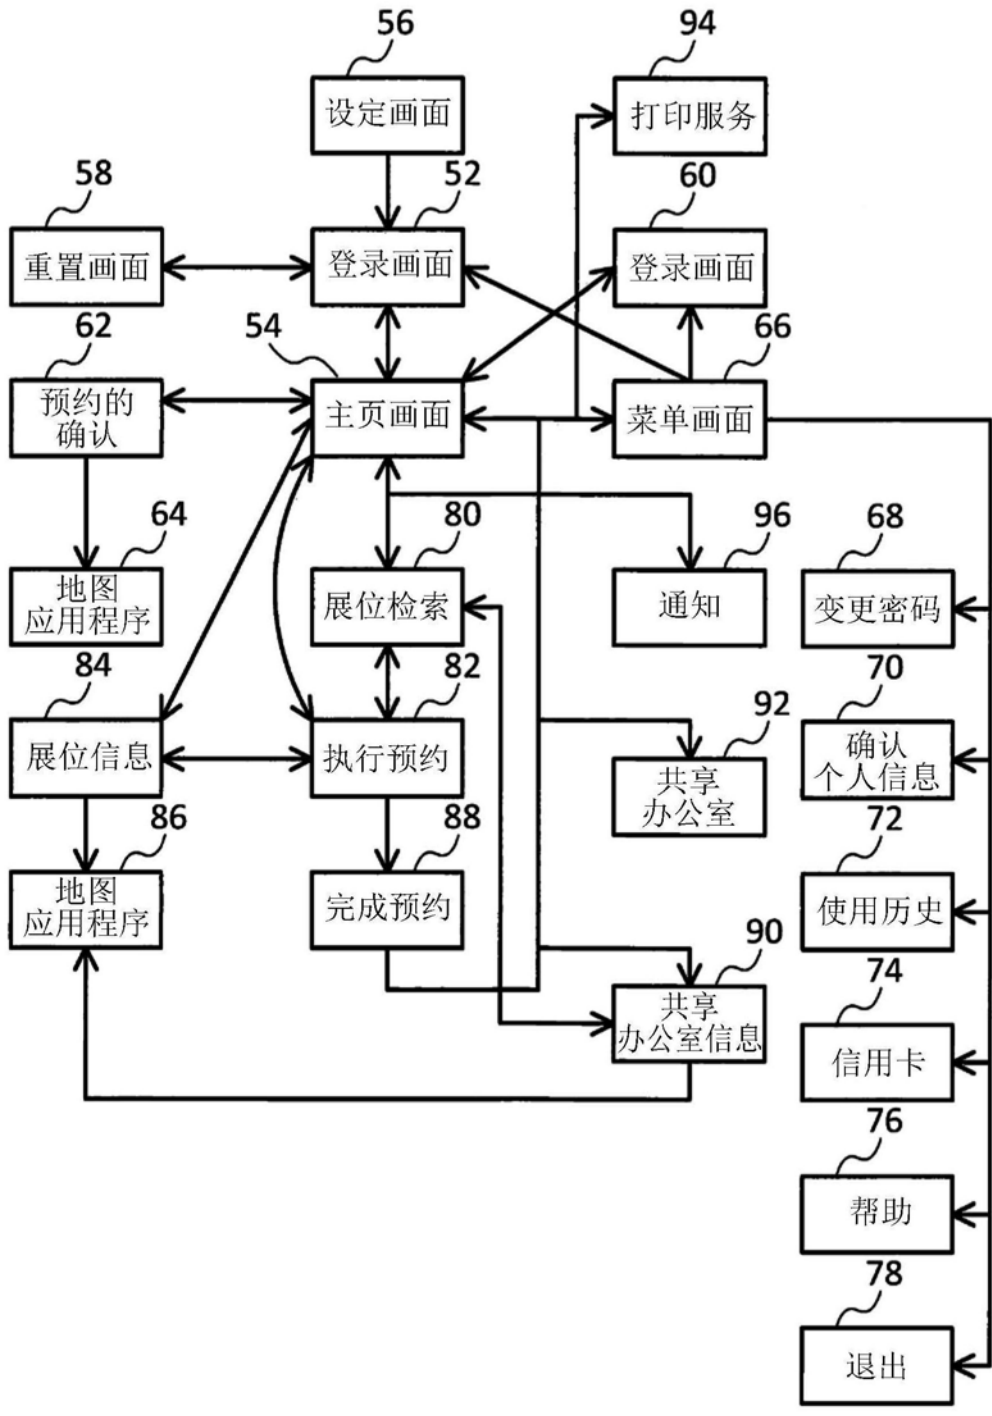 56
设定画面
94
打印服务
58
重置画面
52
登录画面
60
登录画面
62
预约的
确认
54
主页画面
66
菜单画面
64
地图
应用程序
80
展位检索
96
通知
68
变更密码
84
展位信息
82
执行预约
92
共享
办公室
70
确认
个人信息
86
地图
应用程序
88
完成预约
72
使用历史
90
共享
办公室信息
74
信用卡
76
帮助
78
退出